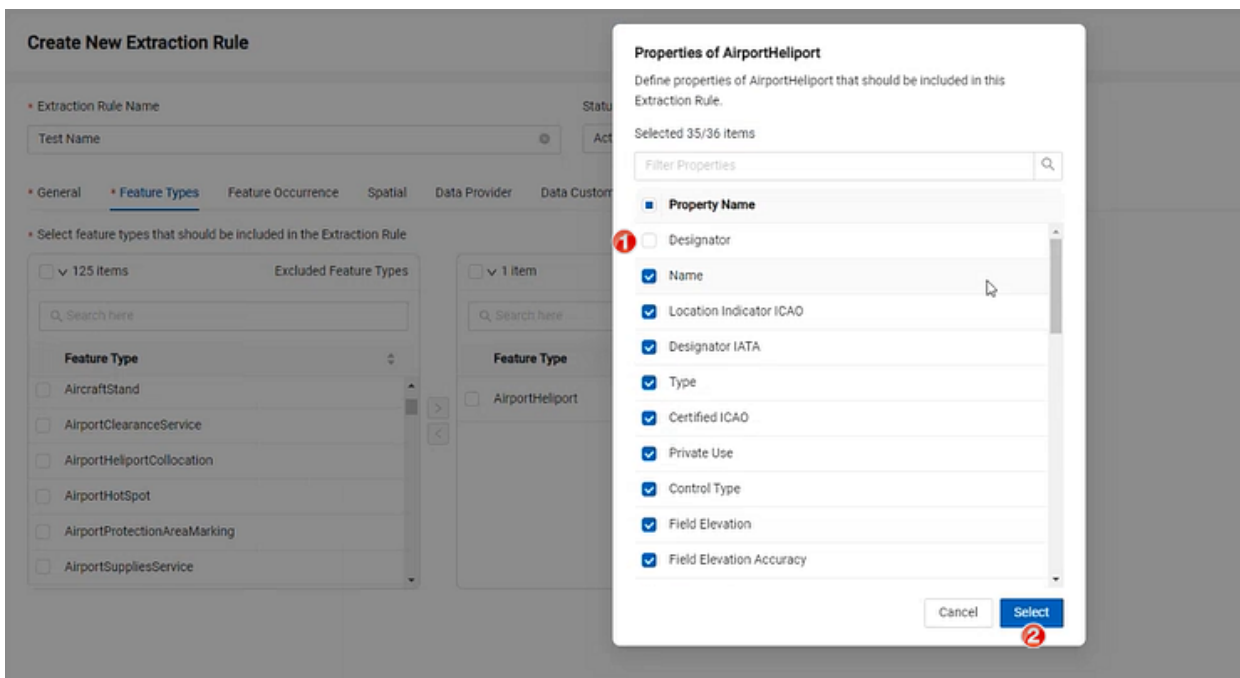 Create New Extraction Rule
* Extraction Rule Name
Statu
Test Name
Act
* General * Feature Types Feature Occurrence Spatial Data Provider Data Custom
* Select feature types that should be included in the Extraction Rule
125 items Excluded Feature Types
1 item
Search here
Search here
Feature Type
Feature Type
AircraftStand
AirportHeliport
AirportClearanceService
AirportHeliportCollocation
AirportHotSpot
AirportProtectionAreaMarking
AirportSuppliesService
>
<
Properties of AirportHeliport
Define properties of AirportHeliport that should be included in this
Extraction Rule.
Selected 35/36 items
Filter Properties
Property Name
1
Designator
Name
Location Indicator ICAO
Designator IATA
Type
Certified ICAO
Private Use
Control Type
Field Elevation
Field Elevation Accuracy
Cancel Select
2